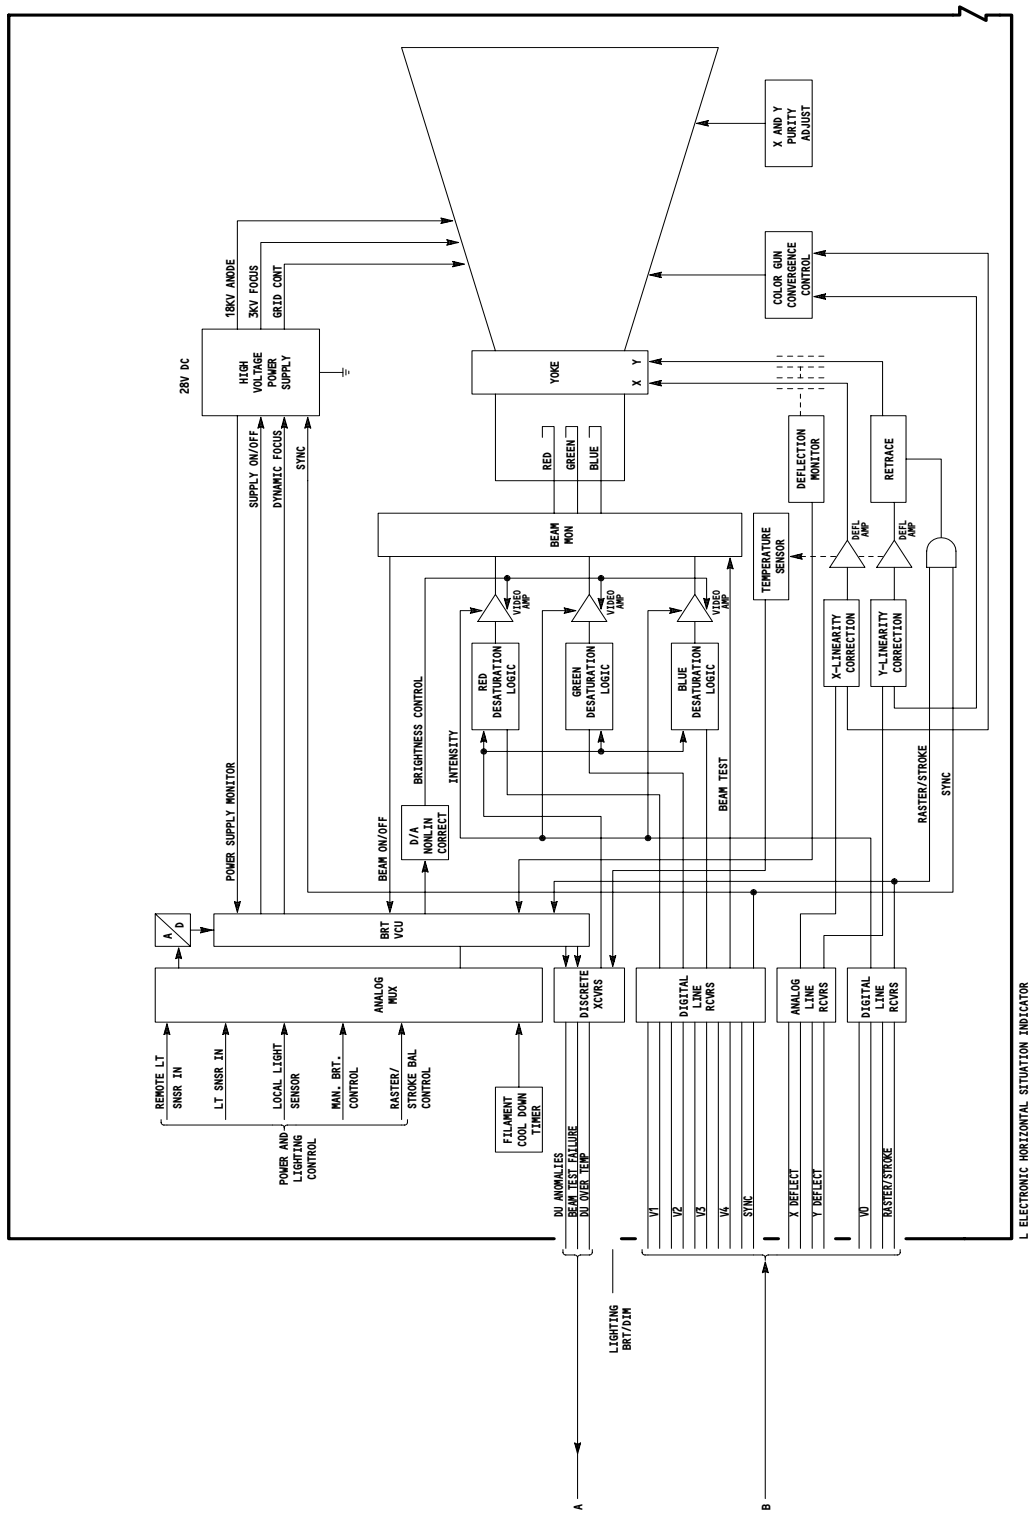 REMOTE LT
SNSR IN
LT SNSR IN
LOCAL LIGHT
SENSOR
MAN. BRT.
CONTROL
RASTER/
STROKE BAL
CONTROL
POWER AND
LIGHTING
CONTROL
FILAMENT
COOL DOWN
TIMER
ANALOG
MUX
A
D
BRT
VCU
POWER SUPPLY MONITOR
SUPPLY ON/OFF
DYNAMIC FOCUS
SYNC
28V DC
HIGH
VOLTAGE
POWER
SUPPLY
18KV ANODE
3KV FOCUS
GRID CONT
BEAM ON/OFF
D/A
NONLIN
CORRECT
BRIGHTNESS CONTROL
INTENSITY
RED
DESATURATION
LOGIC
VIDEO
AMP
GREEN
DESATURATION
LOGIC
VIDEO
AMP
BLUE
DESATURATION
LOGIC
VIDEO
AMP
BEAM TEST
BEAM
MON
RED
GREEN
BLUE
YOKE
X
Y
X AND Y
PURITY
ADJUST
COLOR GUN
CONVERGENCE
CONTROL
DEFLECTION
MONITOR
TEMPERATURE
SENSOR
RETRACE
DEFL
AMP
DEFL
AMP
X-LINEARITY
CORRECTION
Y-LINEARITY
CORRECTION
RASTER/STROKE
SYNC
DU ANOMALIES
BEAM TEST FAILURE
DU OVER TEMP
DISCRETE
XCVRS
V1
V2
V3
V4
SYNC
DIGITAL
LINE
RCVRS
X DEFLECT
Y DEFLECT
ANALOG
LINE
RCVRS
VO
RASTER/STROKE
DIGITAL
LINE
RCVRS
LIGHTING
BRT/DIM
A
B
L ELECTRONIC HORIZONTAL SITUATION INDICATOR